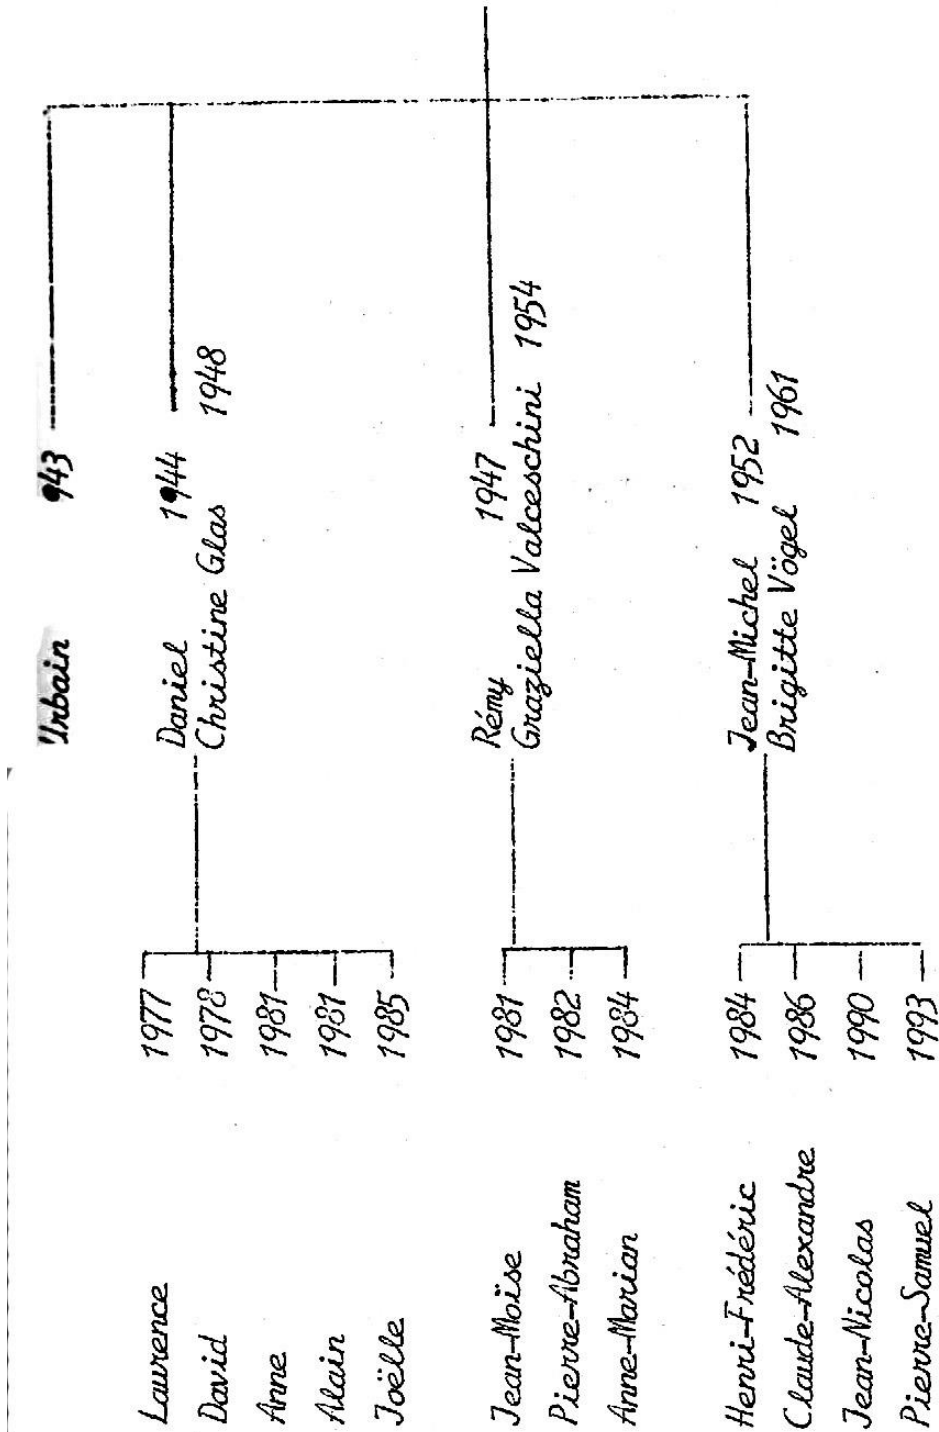 Urbain 943
Laurence 1977 Daniel 1944
David 1978 Christine Glas 1948
Anne 1981
Alain 1981
Joëlle 1985
Jean-Moïse 1981 Rémy 1947
Graziella Valceschini 1954
Pierre-Abraham 1982
Anne-Marian 1984
Henri-Frédéric 1984 Jean-Michel 1952
Claude-Alexandre 1986 Brigitte Vögel 1961
Jean-Nicolas 1990
Pierre-Samuel 1993